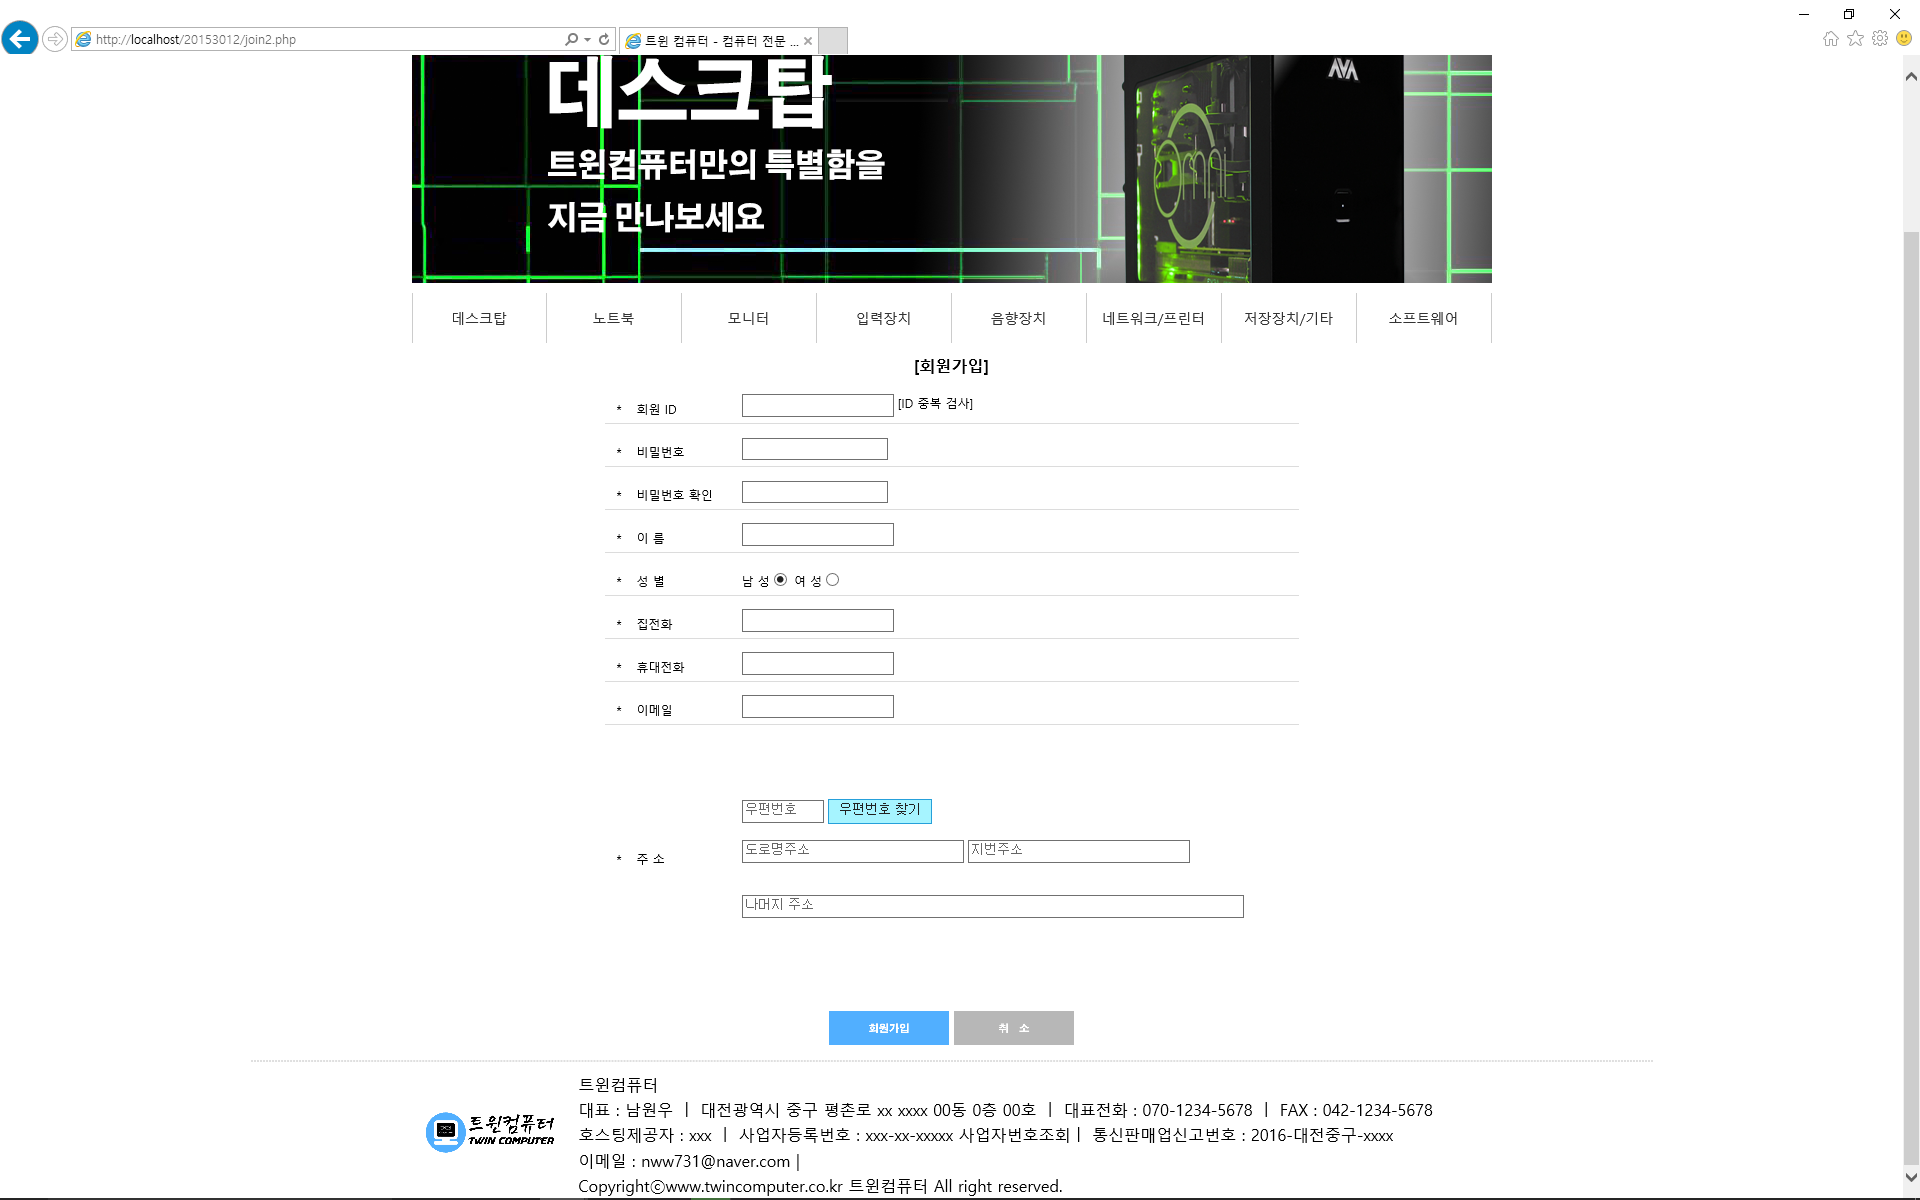 http://localhost/20153012/join2.php
트윈 컴퓨터 - 컴퓨터 전문 ...
데스크탑
트윈컴퓨터만의 특별함을
지금 만나보세요
데스크탑 노트북 모니터 입력장치 음향장치 네트워크/프린터 저장장치/기타 소프트웨어
[회원가입]
* 회원 ID [ID 중복 검사]
* 비밀번호
* 비밀번호 확인
* 이 름
* 성 별 남 성 여 성
* 집전화
* 휴대전화
* 이메일
우편번호 우편번호 찾기
* 주 소 도로명주소 지번주소
나머지 주소
회원가입 취 소
트윈컴퓨터
TWIN COMPUTER
트윈컴퓨터
대표 : 남원우 ㅣ 대전광역시 중구 평촌로 xx xxxx 00동 0층 00호 ㅣ 대표전화 : 070-1234-5678 ㅣ FAX : 042-1234-5678
호스팅제공자 : xxx ㅣ 사업자등록번호 : xxx-xx-xxxxx 사업자번호조회ㅣ 통신판매업신고번호 : 2016-대전중구-xxxx
이메일 : nww731@naver.com |
Copyrightⓒwww.twincomputer.co.kr 트윈컴퓨터 All right reserved.